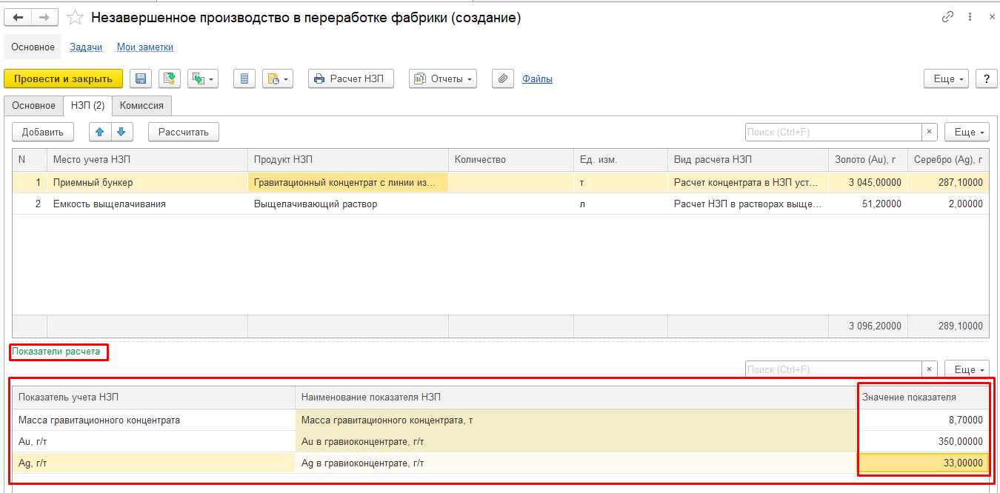 Незавершенное производство в переработке фабрики (создание)
Основное Задачи Мои заметки
Провести и закрыть Расчет НЗП Отчеты Файлы Еще ?
Основное НЗП (2) Комиссия
Добавить Рассчитать Поиск (Ctrl+F) × Еще
N Место учета НЗП Продукт НЗП Количество Ед. изм. Вид расчета НЗП Золото (Au), г Серебро (Ag), г
1 Приемный бункер Гравитационный концентрат с линии из... т Расчет концентрата в НЗП уст... 3 045,00000 287,10000
2 Емкость выщелачивания Выщелачивающий раствор л Расчет НЗП в растворах выще... 51,20000 2,00000
3 096,20000 289,10000
Показатели расчета
Поиск (Ctrl+F) × Еще
Показатель учета НЗП Наименование показателя НЗП Значение показателя
Масса гравитационного концентрата Масса гравитационного концентрата, т 8,70000
Au, г/т Au в гравиоконцентрате, г/т 350,00000
Ag, г/т Ag в гравиоконцентрате, г/т 33,00000